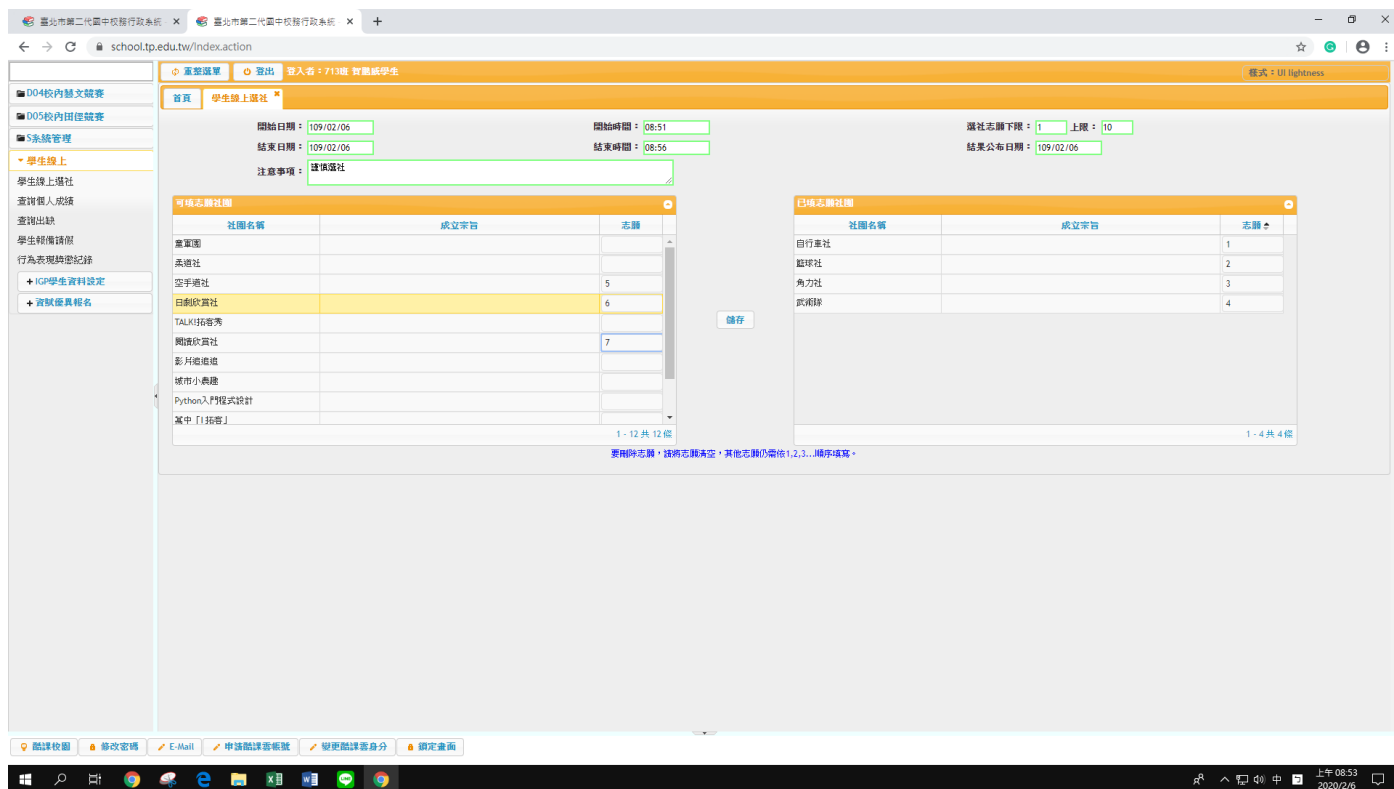 臺北市第二代國中校務行政系統
臺北市第二代國中校務行政系統
school.tp.edu.tw/Index.action
重整選單 登出 登入者：713班
樣式：UI lightness
D04校內藝文競賽
D05校內田徑競賽
S系統管理
學生線上
學生線上選社
查詢個人成績
查詢出缺
學生報備請假
行為表現獎懲紀錄
+ IGP學生資料設定
+ 資賦優異報名
首頁 學生線上選社
開始日期： 109/02/06 開始時間： 08:51 選社志願下限： 1 上限： 10
結束日期： 109/02/06 結束時間： 08:56 結果公布日期： 109/02/06
注意事項： 謹慎選社
可填志願社團
社團名稱 成立宗旨 志願
童軍團
柔道社
空手道社 5
日劇欣賞社 6
TALK!拓客秀
閱讀欣賞社 7
影片追追追
城市小農趣
Python入門程式設計
1 - 12 共 12 條
儲存
已填志願社團
社團名稱 成立宗旨 志願
自行車社 1
籃球社 2
角力社 3
武術隊 4
1 - 4 共 4 條
要刪除志願，請將志願清空，其他志願仍需依1,2,3...順序填寫。
酷課校園 修改密碼 E-Mail 申請酷課雲帳號 變更酷課雲身分 鎖定畫面
中
上午 08:53
2020/2/6